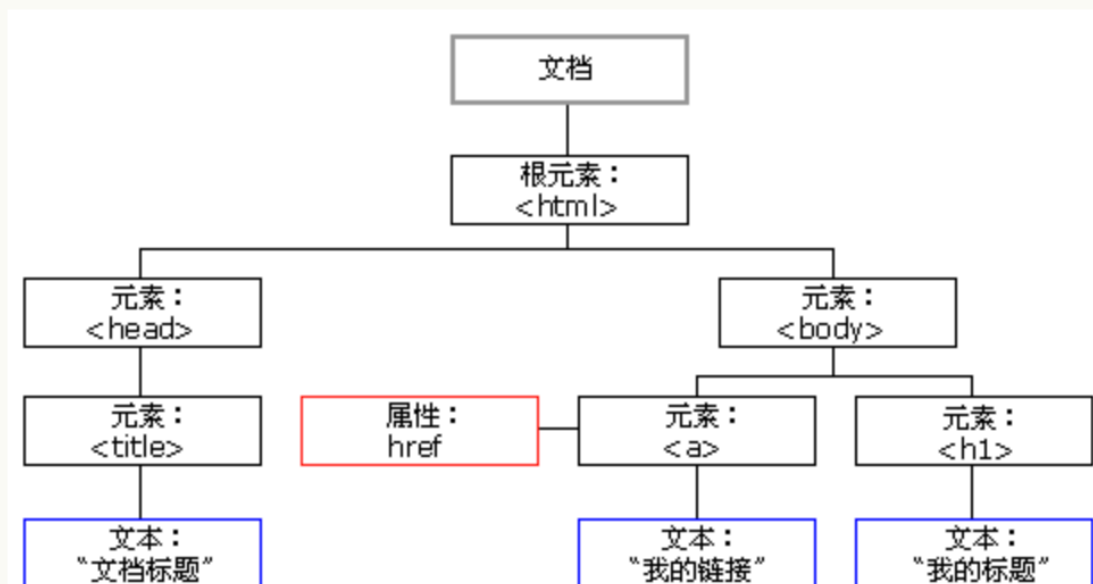 文档
根元素：
<html>
元素：
<head>
元素：
<body>
元素：
<title>
属性：
href
元素：
<a>
元素：
<h1>
文本：
“文档标题”
文本：
“我的链接”
文本：
“我的标题”